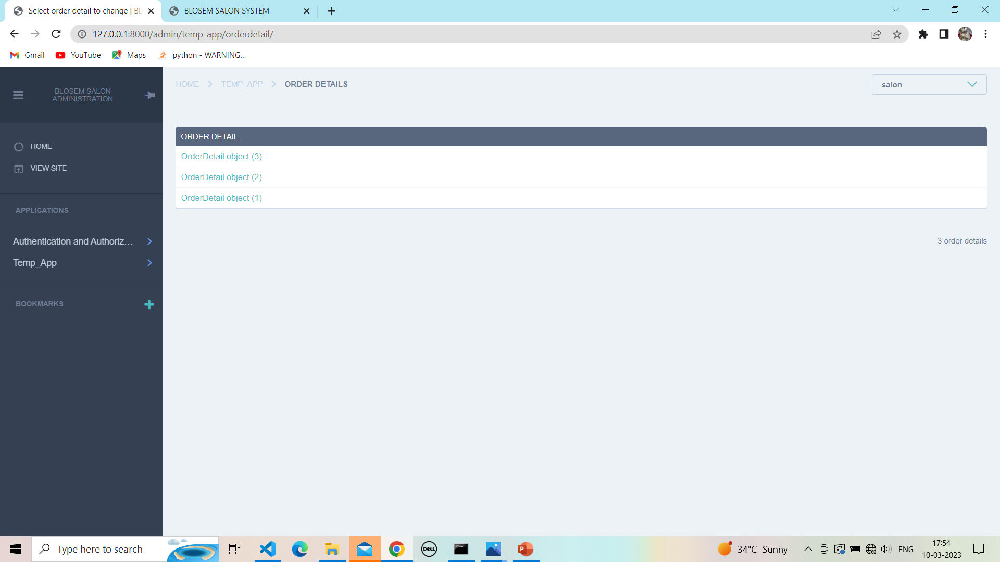 Select order detail to change | BL
BLOSEM SALON SYSTEM
127.0.0.1:8000/admin/temp_app/orderdetail/
Gmail
YouTube
Maps
python - WARNING...
BLOSEM SALON
ADMINISTRATION
HOME
VIEW SITE
APPLICATIONS
Authentication and Authoriz...
Temp_App
BOOKMARKS
HOME > TEMP_APP > ORDER DETAILS
salon
ORDER DETAIL
OrderDetail object (3)
OrderDetail object (2)
OrderDetail object (1)
3 order details
Type here to search
DELL
P
34°C Sunny
ENG
17:54
10-03-2023